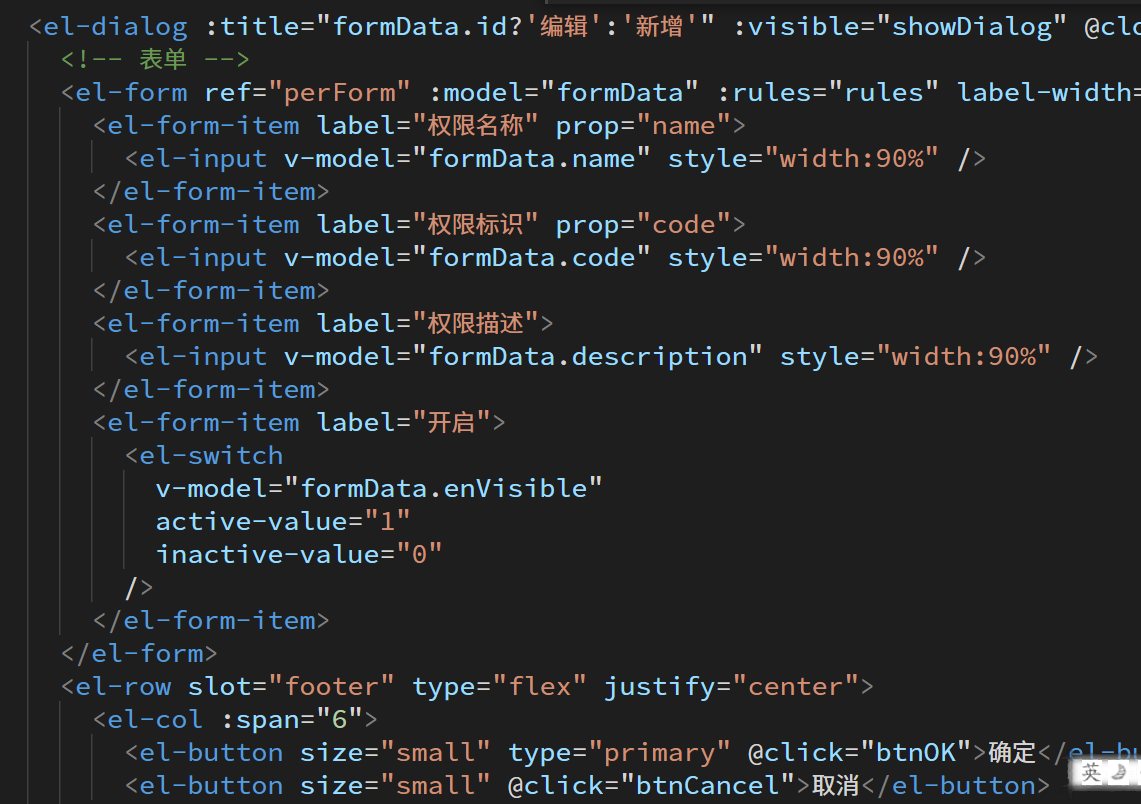 <el-dialog :title="formData.id?'编辑':'新增'" :visible="showDialog" @clo
<!-- 表单 -->
<el-form ref="perForm" :model="formData" :rules="rules" label-width=
<el-form-item label="权限名称" prop="name">
<el-input v-model="formData.name" style="width:90%" />
</el-form-item>
<el-form-item label="权限标识" prop="code">
<el-input v-model="formData.code" style="width:90%" />
</el-form-item>
<el-form-item label="权限描述">
<el-input v-model="formData.description" style="width:90%" />
</el-form-item>
<el-form-item label="开启">
<el-switch
v-model="formData.enVisible"
active-value="1"
inactive-value="0"
/>
</el-form-item>
</el-form>
<el-row slot="footer" type="flex" justify="center">
<el-col :span="6">
<el-button size="small" type="primary" @click="btnOK">确定</el-bu
<el-button size="small" @click="btnCancel">取消</el-button>
英